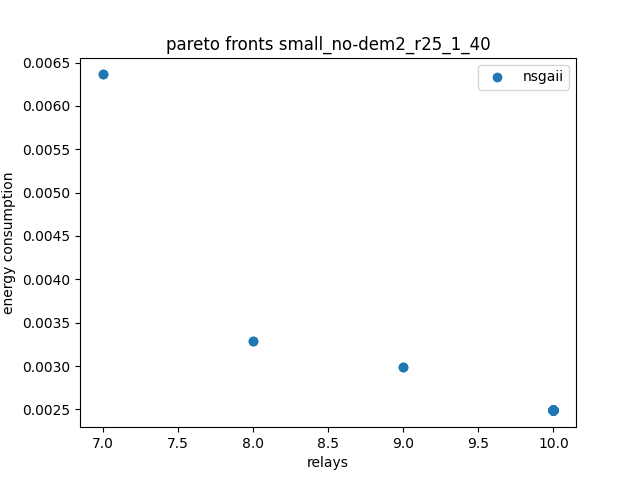 pareto fronts small_no-dem2_r25_1_40
nsgaii
0.0065
0.0060
0.0055
0.0050
0.0045
0.0040
0.0035
0.0030
0.0025
energy consumption
7.0 7.5 8.0 8.5 9.0 9.5 10.0
relays